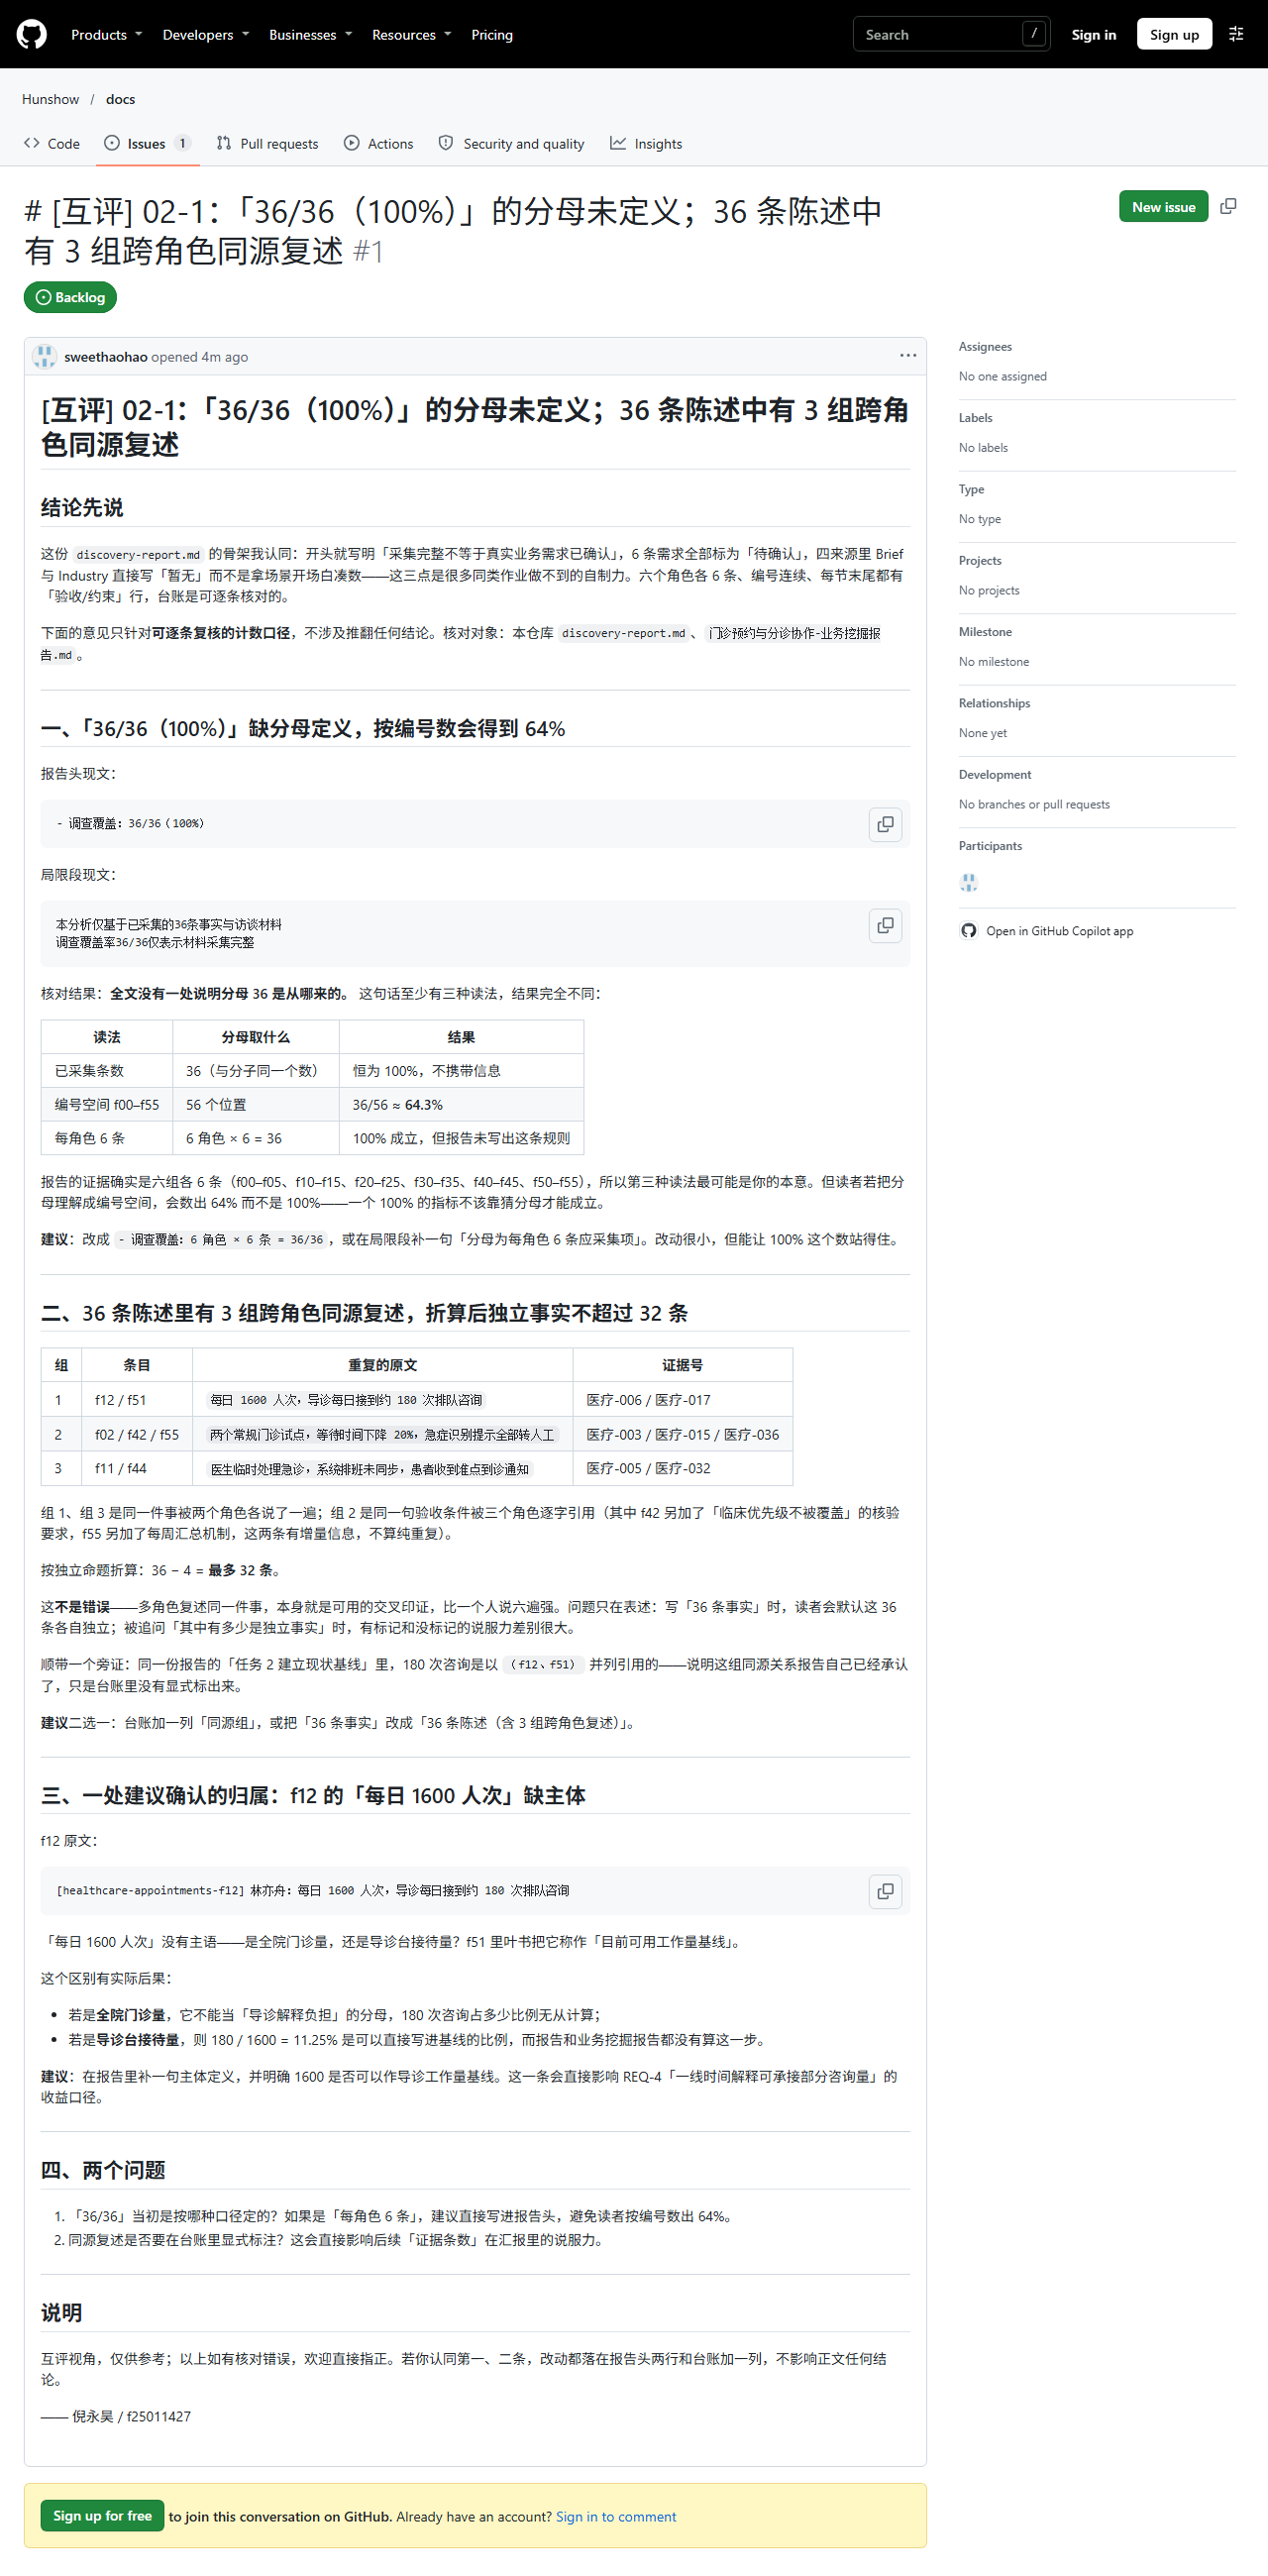 Products
Developers
Businesses
Resources
Pricing
Search
/
Sign in
Sign up
Hunshow / docs
Code
Issues 1
Pull requests
Actions
Security and quality
Insights
# [互评] 02-1：「36/36（100%）」的分母未定义；36 条陈述中
有 3 组跨角色同源复述 #1
New issue
Backlog
sweethaohao opened 4m ago
[互评] 02-1：「36/36（100%）」的分母未定义；36 条陈述中有 3 组跨角
色同源复述
结论先说
这份 discovery-report.md 的骨架我认同：开头就写明「采集完整不等于真实业务需求已确认」，6 条需求全部标为「待确认」，四来源里 Brief
与 Industry 直接写「暂无」而不是拿场景开场白凑数——这三点是很多同类作业做不到的自制力。六个角色各 6 条、编号连续、每节末尾都有
「验收/约束」行，台账是可逐条核对的。
下面的意见只针对可逐条复核的计数口径，不涉及推翻任何结论。核对对象：本仓库 discovery-report.md 、 门诊预约与分诊协作-业务挖掘报
告.md 。
一、「36/36（100%）」缺分母定义，按编号数会得到 64%
报告头现文：
- 调查覆盖：36/36（100%）
局限段现文：
本分析仅基于已采集的36条事实与访谈材料
调查覆盖率36/36仅表示材料采集完整
核对结果：全文没有一处说明分母 36 是从哪来的。 这句话至少有三种读法，结果完全不同：
读法 分母取什么 结果
已采集条数 36（与分子同一个数） 恒为 100%，不携带信息
编号空间 f00–f55 56 个位置 36/56 ≈ 64.3%
每角色 6 条 6 角色 × 6 = 36 100% 成立，但报告未写出这条规则
报告的证据确实是六组各 6 条（f00–f05、f10–f15、f20–f25、f30–f35、f40–f45、f50–f55），所以第三种读法最可能是你的本意。但读者若把分
母理解成编号空间，会数出 64% 而不是 100%——一个 100% 的指标不该靠猜分母才能成立。
建议：改成 - 调查覆盖：6 角色 × 6 条 = 36/36 ，或在局限段补一句「分母为每角色 6 条应采集项」。改动很小，但能让 100% 这个数站得住。
二、36 条陈述里有 3 组跨角色同源复述，折算后独立事实不超过 32 条
组 条目 重复的原文 证据号
1 f12 / f51 每日 1600 人次，导诊每日接到约 180 次排队咨询 医疗-006 / 医疗-017
2 f02 / f42 / f55 两个常规门诊试点，等待时间下降 20%，急症识别提示全部转人工 医疗-003 / 医疗-015 / 医疗-036
3 f11 / f44 医生临时处理急诊，系统排班未同步，患者收到准点到诊通知 医疗-005 / 医疗-032
组 1、组 3 是同一件事被两个角色各说了一遍；组 2 是同一句验收条件被三个角色逐字引用（其中 f42 另加了「临床优先级不被覆盖」的核验
要求，f55 另加了每周汇总机制，这两条有增量信息，不算纯重复）。
按独立命题折算：36 − 4 = 最多 32 条。
这不是错误——多角色复述同一件事，本身就是可用的交叉印证，比一个人说六遍强。问题只在表述：写「36 条事实」时，读者会默认这 36
条各自独立；被追问「其中有多少是独立事实」时，有标记和没标记的说服力差别很大。
顺带一个旁证：同一份报告的「任务 2 建立现状基线」里，180 次咨询是以 （f12、f51） 并列引用的——说明这组同源关系报告自己已经承认
了，只是台账里没有显式标出来。
建议二选一：台账加一列「同源组」，或把「36 条事实」改成「36 条陈述（含 3 组跨角色复述）」。
三、一处建议确认的归属：f12 的「每日 1600 人次」缺主体
f12 原文：
[healthcare-appointments-f12] 林亦舟：每日 1600 人次，导诊每日接到约 180 次排队咨询
「每日 1600 人次」没有主语——是全院门诊量，还是导诊台接待量？f51 里叶书把它称作「目前可用工作量基线」。
这个区别有实际后果：
• 若是全院门诊量，它不能当「导诊解释负担」的分母，180 次咨询占多少比例无从计算；
• 若是导诊台接待量，则 180 / 1600 = 11.25% 是可以直接写进基线的比例，而报告和业务挖掘报告都没有算这一步。
建议：在报告里补一句主体定义，并明确 1600 是否可以作导诊工作量基线。这一条会直接影响 REQ-4「一线时间解释可承接部分咨询量」的
收益口径。
四、两个问题
1. 「36/36」当初是按哪种口径定的？如果是「每角色 6 条」，建议直接写进报告头，避免读者按编号数出 64%。
2. 同源复述是否要在台账里显式标注？这会直接影响后续「证据条数」在汇报里的说服力。
说明
互评视角，仅供参考；以上如有核对错误，欢迎直接指正。若你认同第一、二条，改动都落在报告头两行和台账加一列，不影响正文任何结
论。
—— 倪永昊 / f25011427
Assignees
No one assigned
Labels
No labels
Type
No type
Projects
No projects
Milestone
No milestone
Relationships
None yet
Development
No branches or pull requests
Participants
Open in GitHub Copilot app
Sign up for free to join this conversation on GitHub. Already have an account? Sign in to comment